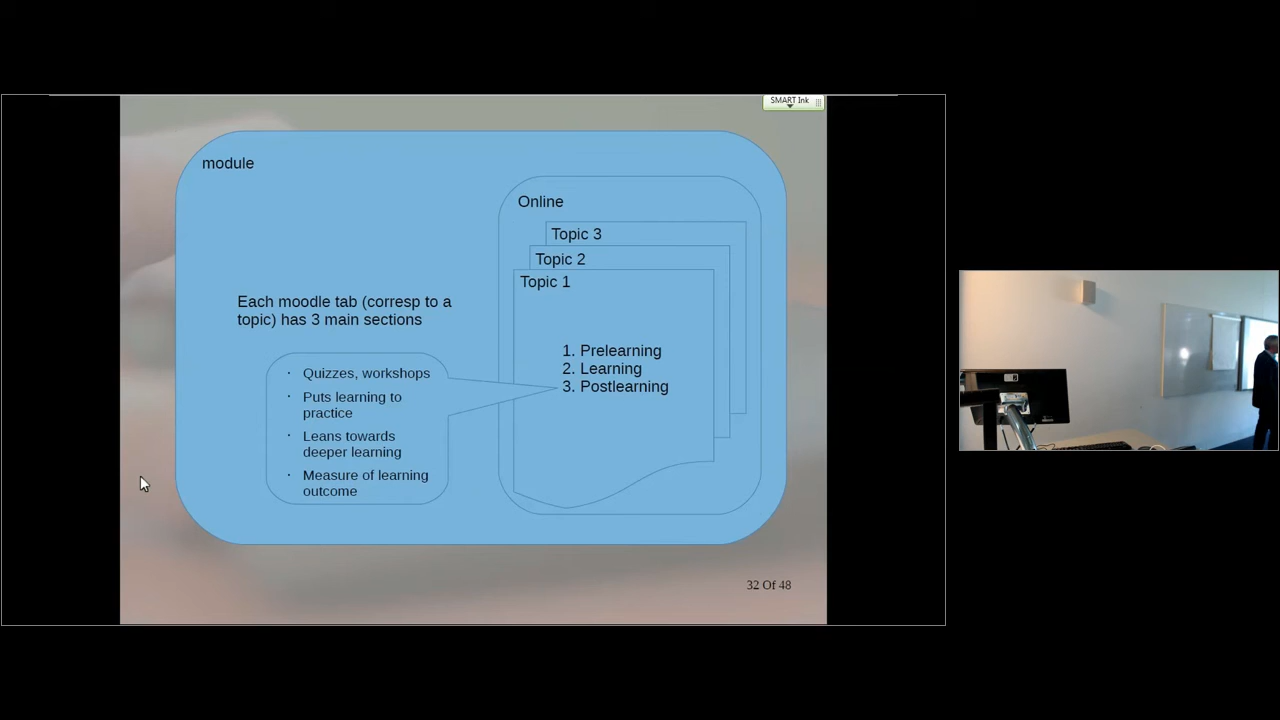 SMART Ink
module
Online
Topic 3
Topic 2
Topic 1
Each moodle tab (corresp to a
topic) has 3 main sections
1. Prelearning
2. Learning
3. Postlearning
· Quizzes, workshops
· Puts learning to
practice
· Leans towards
deeper learning
· Measure of learning
outcome
32 Of 48